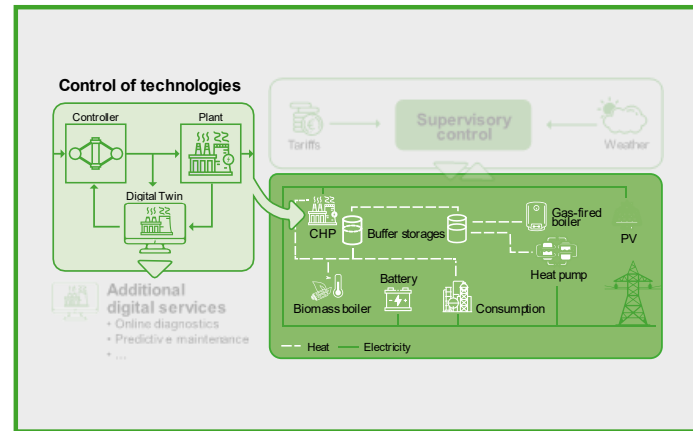 Control of technologies
Controller
Plant
Digital Twin
Tariffs
Supervisory
control
Weather
Additional
digital services
• Online diagnostics
• Predictive maintenance
• ...
CHP
Buffer storages
Gas-fired
boiler
PV
Heat pump
Biomass boiler
Battery
Consumption
Heat
Electricity